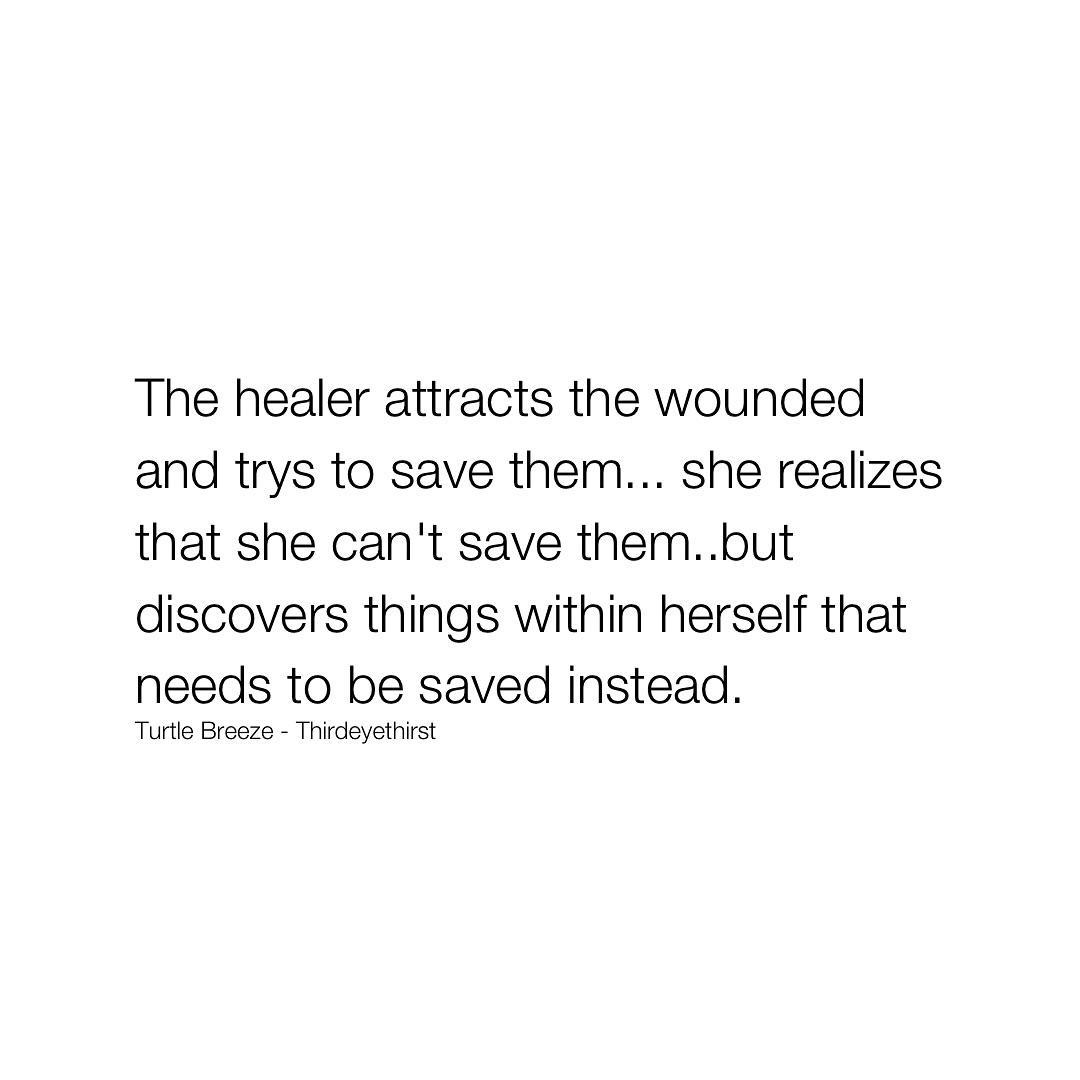 The healer attracts the wounded
and trys to save them... she realizes
that she can't save them..but
discovers things within herself that
needs to be saved instead.
Turtle Breeze - Thirdeyethirst